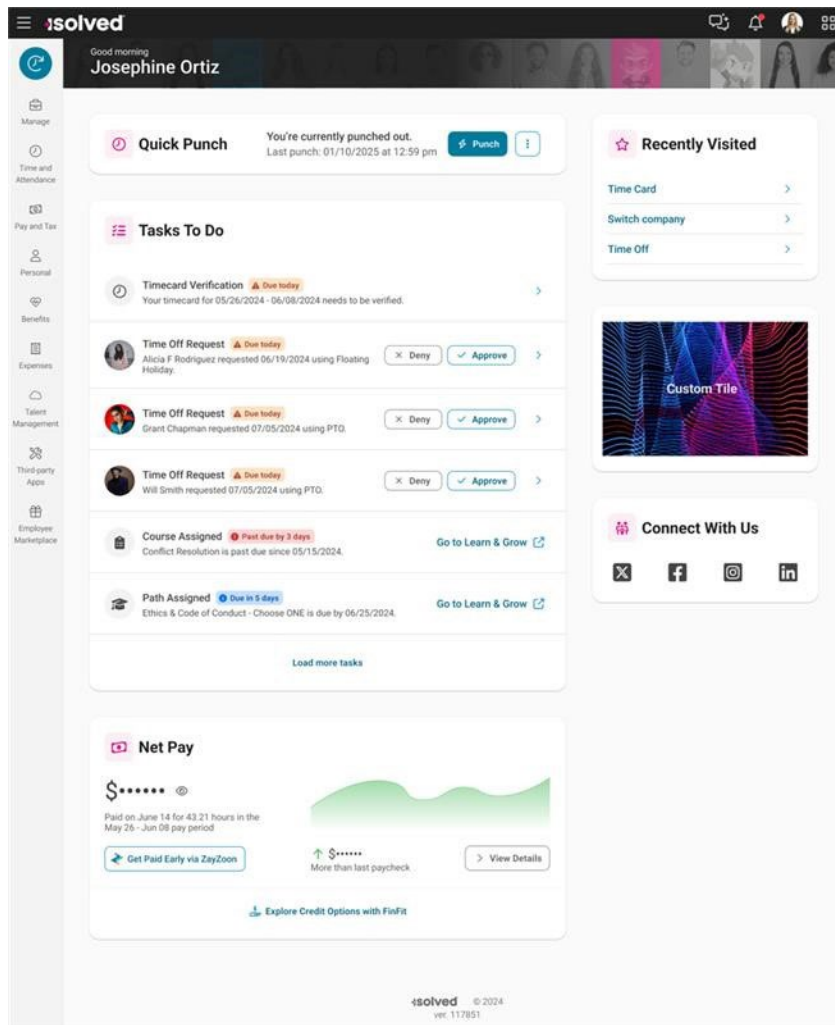 isolved
Good morning
Josephine Ortiz
Manage
Time and
Attendance
Pay and Tax
Personal
Benefits
Expenses
Talent
Management
Third-party
Apps
Employee
Marketplace
Quick Punch
You're currently punched out.
Last punch: 01/10/2025 at 12:59 pm
Punch
Tasks To Do
Timecard Verification Due today
Your timecard for 05/26/2024 - 06/08/2024 needs to be verified.
Time Off Request Due today
Alicia F Rodriguez requested 06/19/2024 using Floating
Holiday.
Deny Approve
Time Off Request Due today
Grant Chapman requested 07/05/2024 using PTO.
Deny Approve
Time Off Request Due today
Will Smith requested 07/05/2024 using PTO.
Deny Approve
Course Assigned Past due by 3 days
Conflict Resolution is past due since 05/15/2024.
Go to Learn & Grow
Path Assigned Due in 5 days
Ethics & Code of Conduct - Choose ONE is due by 06/25/2024.
Go to Learn & Grow
Load more tasks
Net Pay
$••••••
Paid on June 14 for 43.21 hours in the
May 26 - Jun 08 pay period
Get Paid Early via ZayZoon
$••••••
More than last paycheck
View Details
Explore Credit Options with FinFit
Recently Visited
Time Card
Switch company
Time Off
Custom Tile
Connect With Us
isolved © 2024
ver. 117851